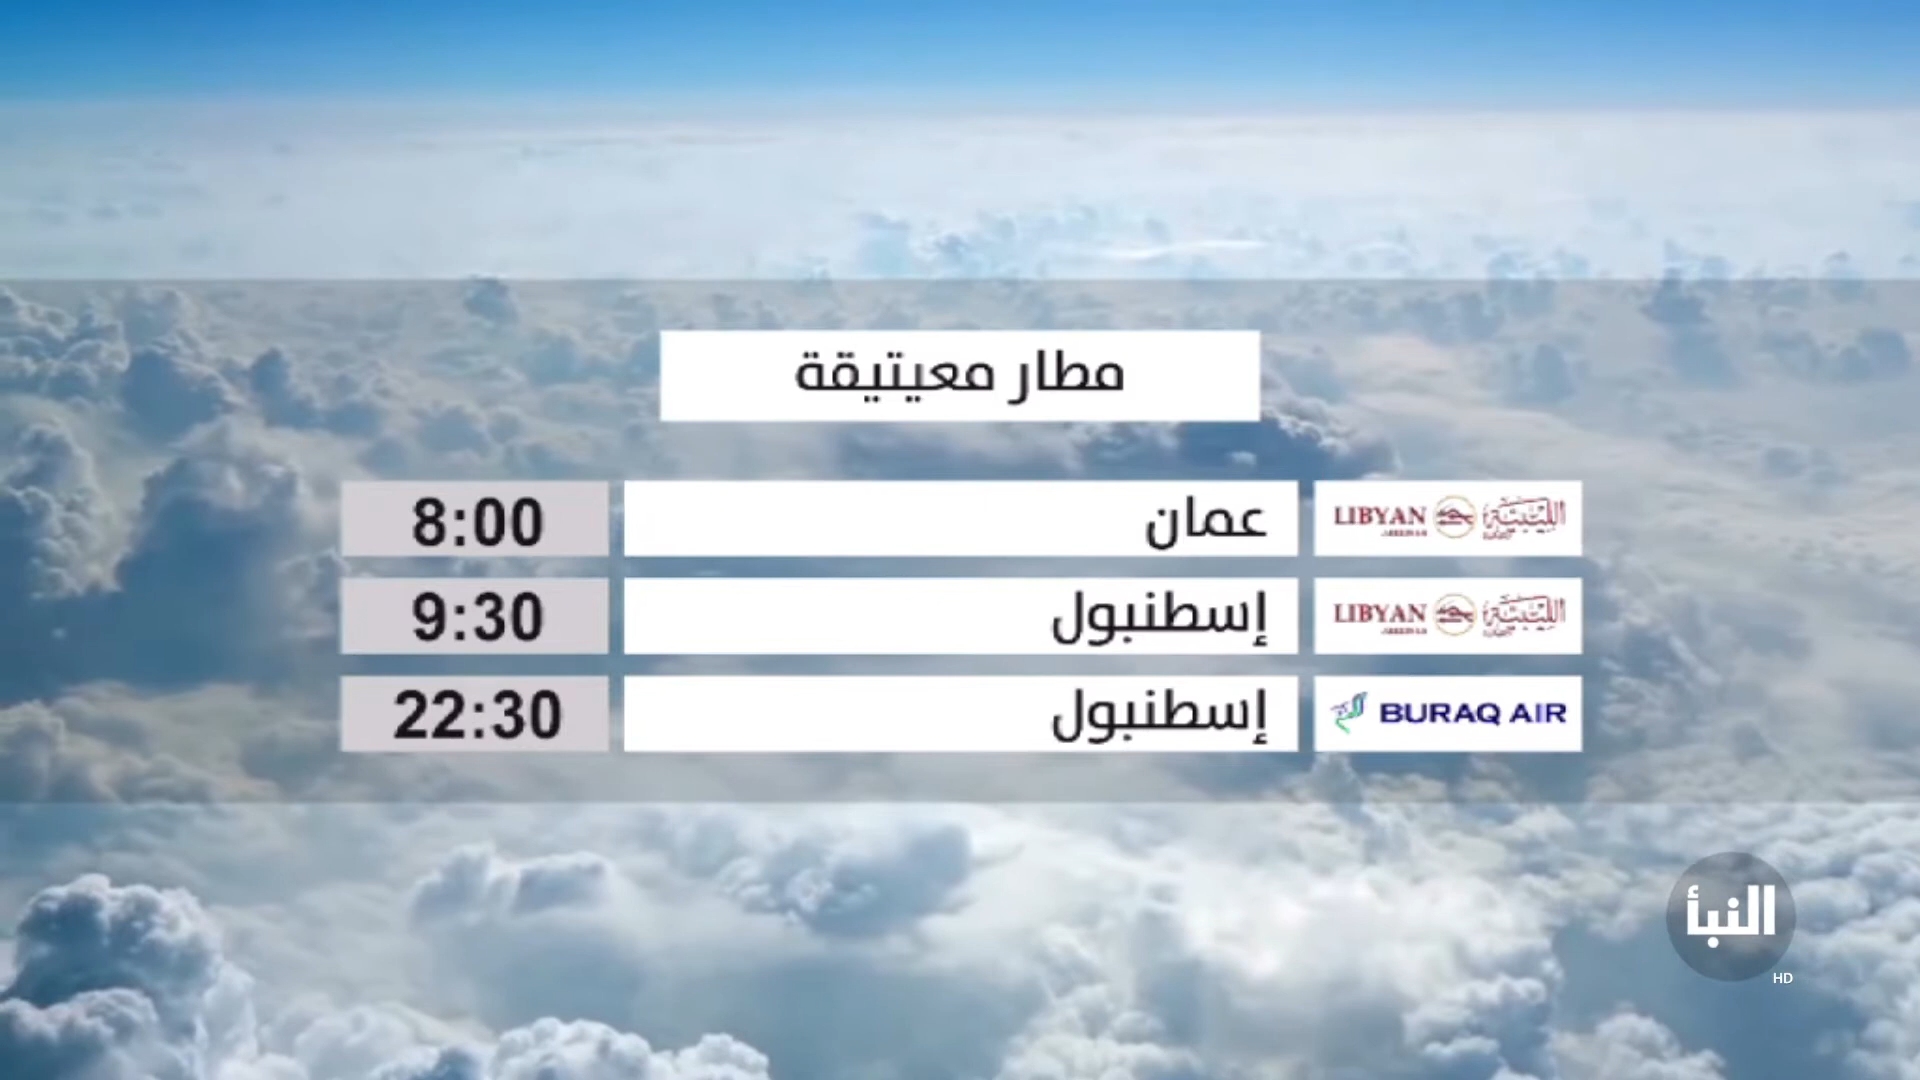 مطار معيتيقة
LIBYAN الليبية عمان 8:00
LIBYAN الليبية إسطنبول 9:30
BURAQ AIR إسطنبول 22:30
النبأ
HD